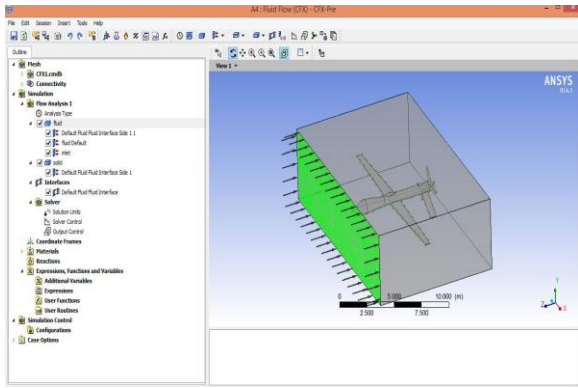 A4 : Fluid Flow (CFX) - CFX-Pre
File Edit Session Insert Tools Help
Outline
Mesh
CFX1.cmdb
Connectivity
Simulation
Flow Analysis 1
Analysis Type
fluid
Default Fluid Fluid Interface Side 1 1
fluid Default
inlet
solid
Default Fluid Fluid Interface Side 1
Interfaces
Default Fluid Fluid Interface
Solver
Solution Units
Solver Control
Output Control
Coordinate Frames
Materials
Reactions
Expressions, Functions and Variables
Additional Variables
Expressions
User Functions
User Routines
Simulation Control
Configurations
Case Options
View 1
ANSYS
R14.5
0 5.000 10.000 (m)
2.500 7.500
Y
Z X